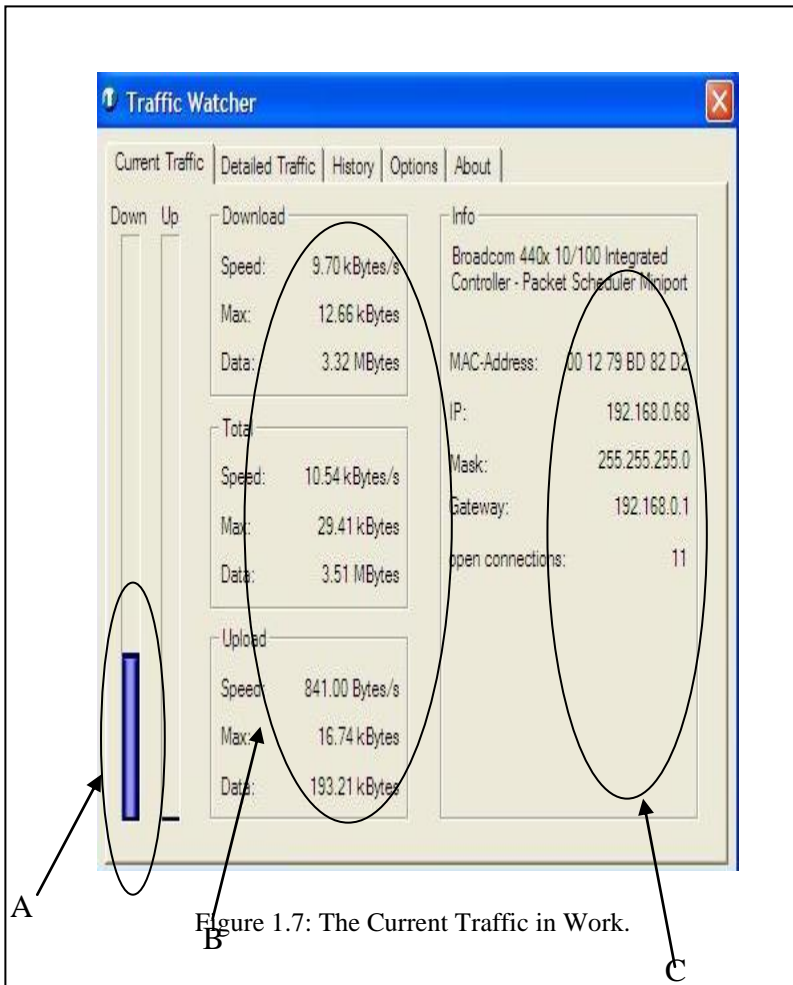 Traffic Watcher
Current Traffic
Detailed Traffic
History
Options
About
Down Up
Download
Speed: 9.70 kBytes/s
Max: 12.66 kBytes
Data: 3.32 MBytes
Total
Speed: 10.54 kBytes/s
Max: 29.41 kBytes
Data: 3.51 MBytes
Upload
Speed: 841.00 Bytes/s
Max: 16.74 kBytes
Data: 193.21 kBytes
Info
Broadcom 440x 10/100 Integrated
Controller - Packet Scheduler Miniport
MAC-Address: 00 12 79 BD 82 D2
IP: 192.168.0.68
Mask: 255.255.255.0
Gateway: 192.168.0.1
open connections: 11
A
B
C
Figure 1.7: The Current Traffic in Work.